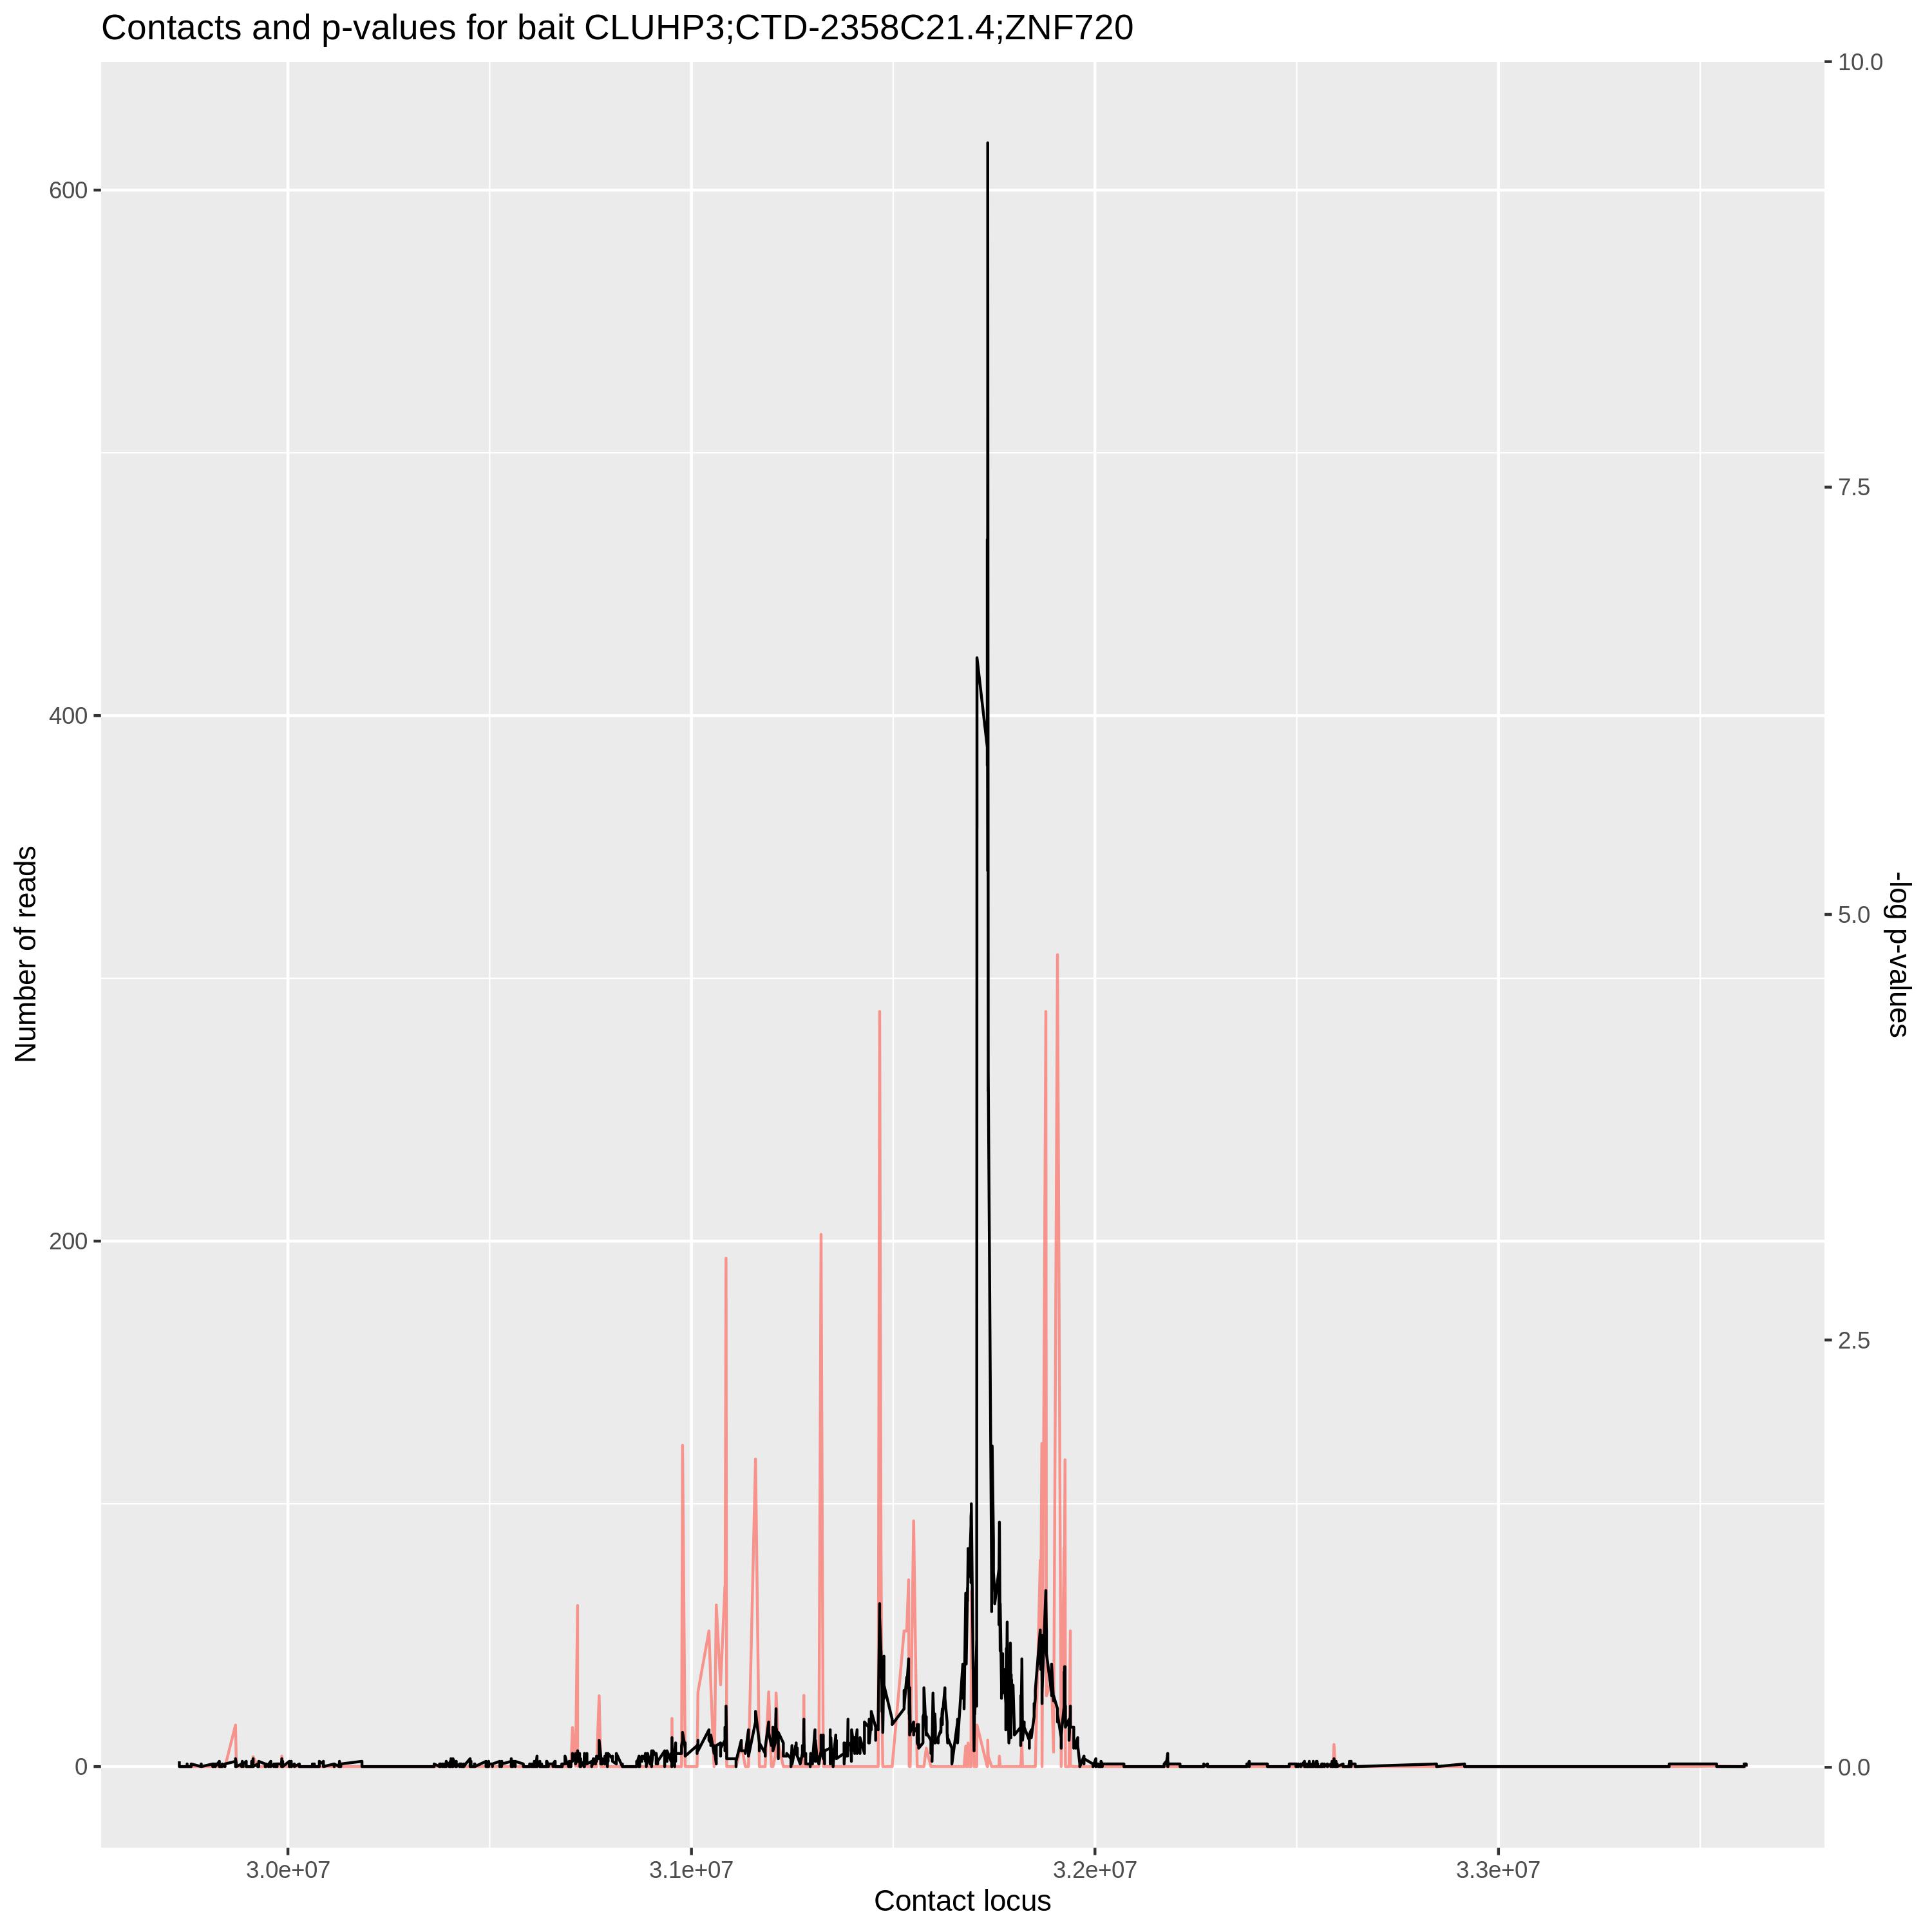 Contacts and p-values for bait CLUHP3;CTD-2358C21.4;ZNF720
10.0
600
7.5
400
5.0
Number of reads
-log p-values
200
2.5
0
0.0
3.0e+07
3.1e+07
3.2e+07
3.3e+07
Contact locus